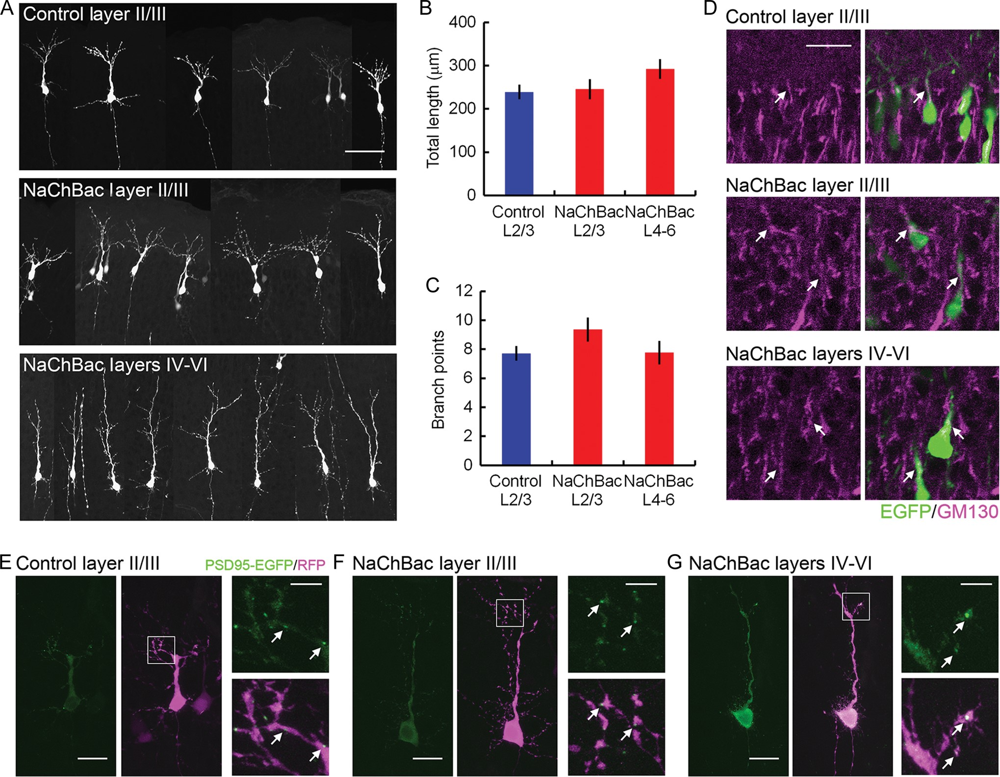 A
Control layer II/III
NaChBac layer II/III
NaChBac layers IV-VI
B
400
300
200
100
0
Total length (μm)
Control
L2/3
NaChBac
L2/3
NaChBac
L4-6
C
12
10
8
6
4
2
0
Branch points
Control
L2/3
NaChBac
L2/3
NaChBac
L4-6
D
Control layer II/III
NaChBac layer II/III
NaChBac layers IV-VI
EGFP/GM130
E
Control layer II/III
PSD95-EGFP/RFP
F
NaChBac layer II/III
G
NaChBac layers IV-VI